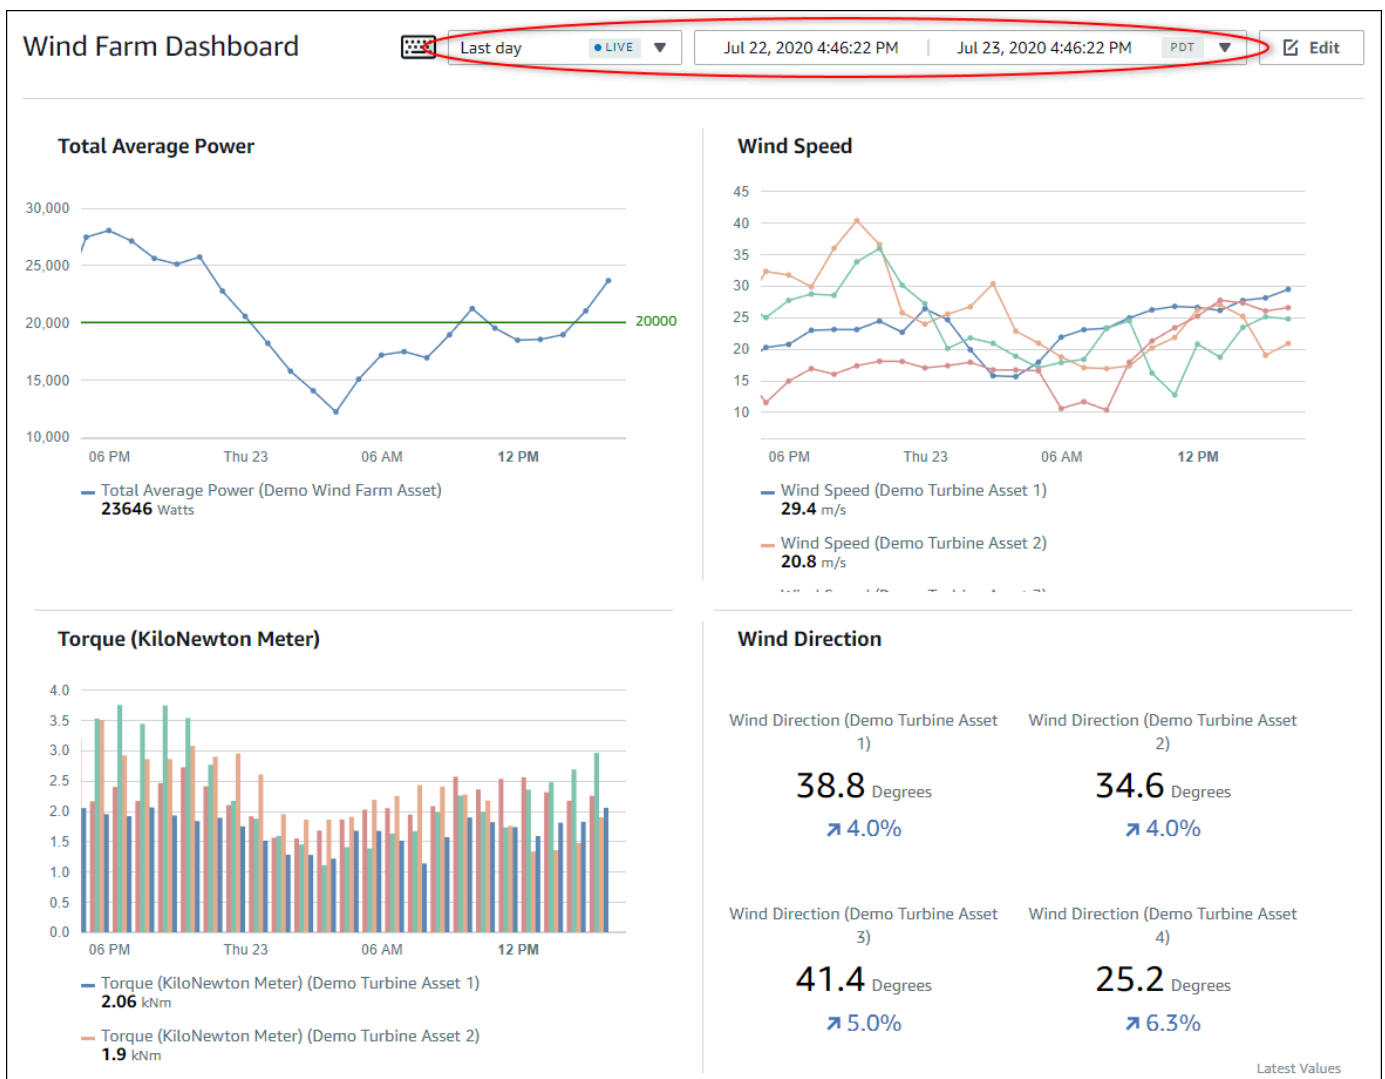 Wind Farm Dashboard
Last day LIVE Jul 22, 2020 4:46:22 PM Jul 23, 2020 4:46:22 PM PDT Edit
Total Average Power
30,000
25,000
20,000
15,000
10,000
20000
06 PM Thu 23 06 AM 12 PM
Total Average Power (Demo Wind Farm Asset)
23646 Watts
Wind Speed
45
40
35
30
25
20
15
10
06 PM Thu 23 06 AM 12 PM
Wind Speed (Demo Turbine Asset 1)
29.4 m/s
Wind Speed (Demo Turbine Asset 2)
20.8 m/s
Torque (KiloNewton Meter)
4.0
3.5
3.0
2.5
2.0
1.5
1.0
0.5
0.0
06 PM Thu 23 06 AM 12 PM
Torque (KiloNewton Meter) (Demo Turbine Asset 1)
2.06 kNm
Torque (KiloNewton Meter) (Demo Turbine Asset 2)
1.9 kNm
Wind Direction
Wind Direction (Demo Turbine Asset
1)
38.8 Degrees
4.0%
Wind Direction (Demo Turbine Asset
2)
34.6 Degrees
4.0%
Wind Direction (Demo Turbine Asset
3)
41.4 Degrees
5.0%
Wind Direction (Demo Turbine Asset
4)
25.2 Degrees
6.3%
Latest Values